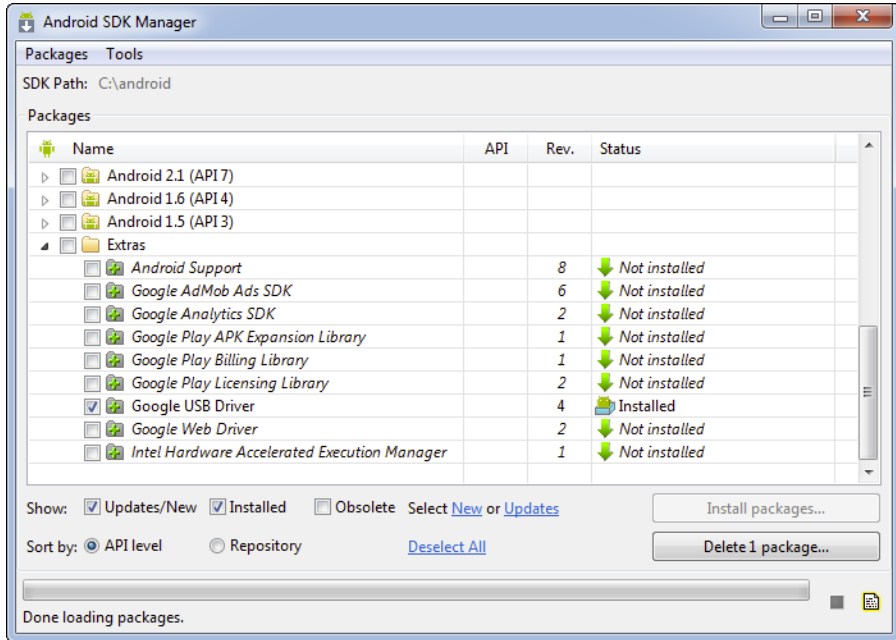 Android SDK Manager
Packages Tools
SDK Path: C:\android
Packages
Name API Rev. Status
Android 2.1 (API 7)
Android 1.6 (API 4)
Android 1.5 (API 3)
Extras
Android Support 8 Not installed
Google AdMob Ads SDK 6 Not installed
Google Analytics SDK 2 Not installed
Google Play APK Expansion Library 1 Not installed
Google Play Billing Library 1 Not installed
Google Play Licensing Library 2 Not installed
Google USB Driver 4 Installed
Google Web Driver 2 Not installed
Intel Hardware Accelerated Execution Manager 1 Not installed
Show: Updates/New Installed Obsolete Select New or Updates Install packages...
Sort by: API level Repository Deselect All Delete 1 package...
Done loading packages.